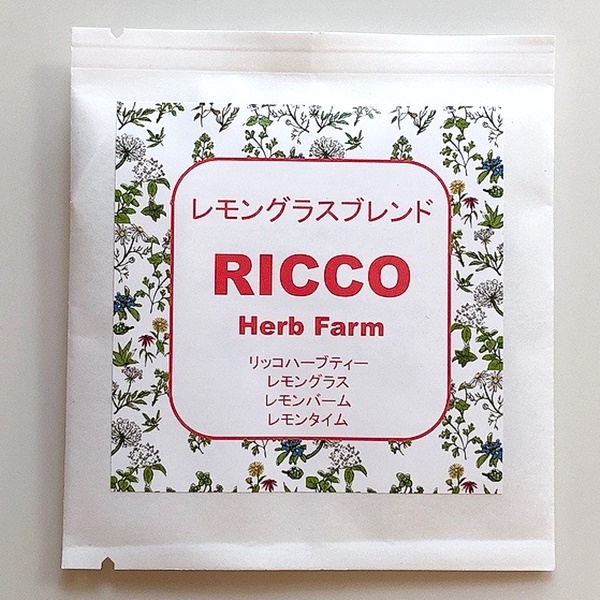 レモングラスブレンド
RICCO
Herb Farm
リッコハーブティー
レモングラス
レモンバーム
レモンタイム